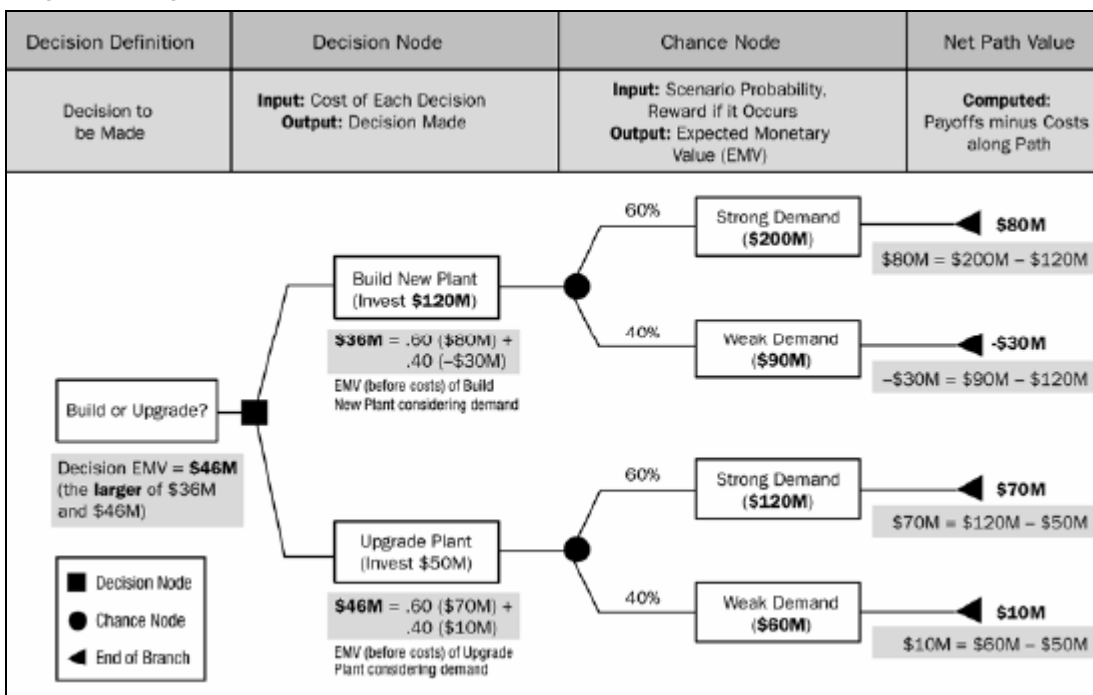 Decision Definition
Decision Node
Chance Node
Net Path Value
Decision to
be Made
Input: Cost of Each Decision
Output: Decision Made
Input: Scenario Probability,
Reward if it Occurs
Output: Expected Monetary
Value (EMV)
Computed:
Payoffs minus Costs
along Path
Build or Upgrade?
Decision EMV = $46M
(the larger of $36M
and $46M)
Build New Plant
(Invest $120M)
$36M = .60 ($80M) +
.40 (–$30M)
EMV (before costs) of Build
New Plant considering demand
60%
Strong Demand
($200M)
$80M
$80M = $200M – $120M
40%
Weak Demand
($90M)
-$30M
–$30M = $90M – $120M
Upgrade Plant
(Invest $50M)
$46M = .60 ($70M) +
.40 ($10M)
EMV (before costs) of Upgrade
Plant considering demand
60%
Strong Demand
($120M)
$70M
$70M = $120M – $50M
40%
Weak Demand
($60M)
$10M
$10M = $60M – $50M
Decision Node
Chance Node
End of Branch